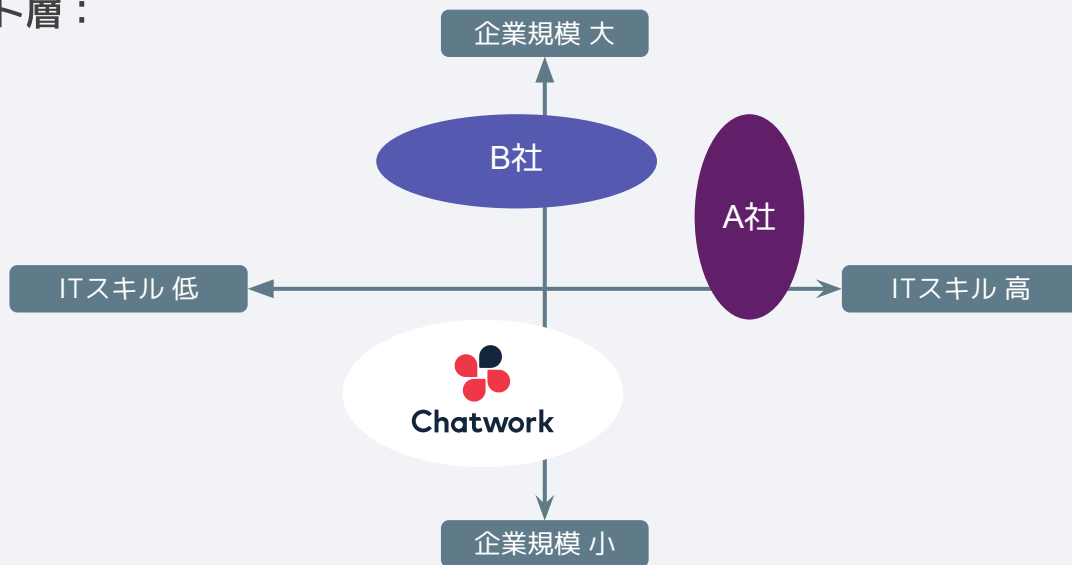 ト層：
企業規模 大
B社
A社
ITスキル 低
ITスキル 高
Chatwork
企業規模 小